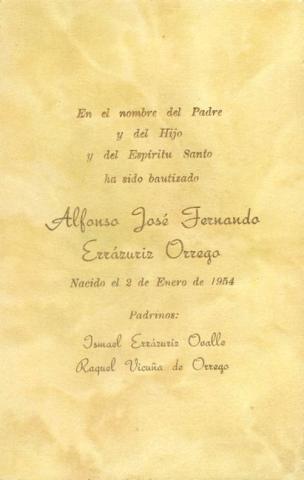 En el nombre del Padre
y del Hijo
y del Espíritu Santo
ha sido bautizado
Alfonso José Fernando
Errázuriz Orrego
Nacido el 2 de Enero de 1954
Padrinos:
Ismael Errázuriz Ovalle
Raquel Vicuña de Orrego